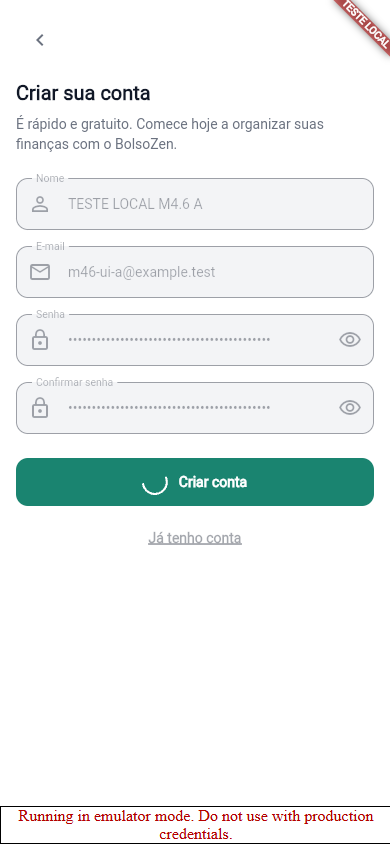 TESTE LOCAL
Criar sua conta
É rápido e gratuito. Comece hoje a organizar suas
finanças com o BolsoZen.
Nome
TESTE LOCAL M4.6 A
E-mail
m46-ui-a@example.test
Senha
Confirmar senha
Criar conta
Já tenho conta
Running in emulator mode. Do not use with production
credentials.